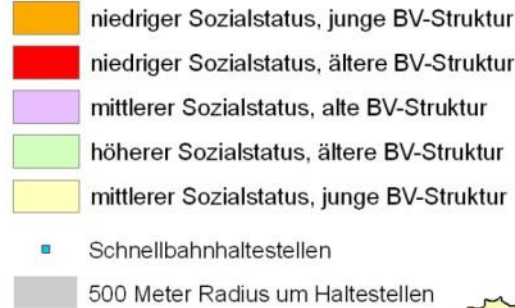 niedriger Sozialstatus, junge BV-Struktur
niedriger Sozialstatus, ältere BV-Struktur
mittlerer Sozialstatus, alte BV-Struktur
höherer Sozialstatus, ältere BV-Struktur
mittlerer Sozialstatus, junge BV-Struktur
Schnellbahnhaltestellen
500 Meter Radius um Haltestellen